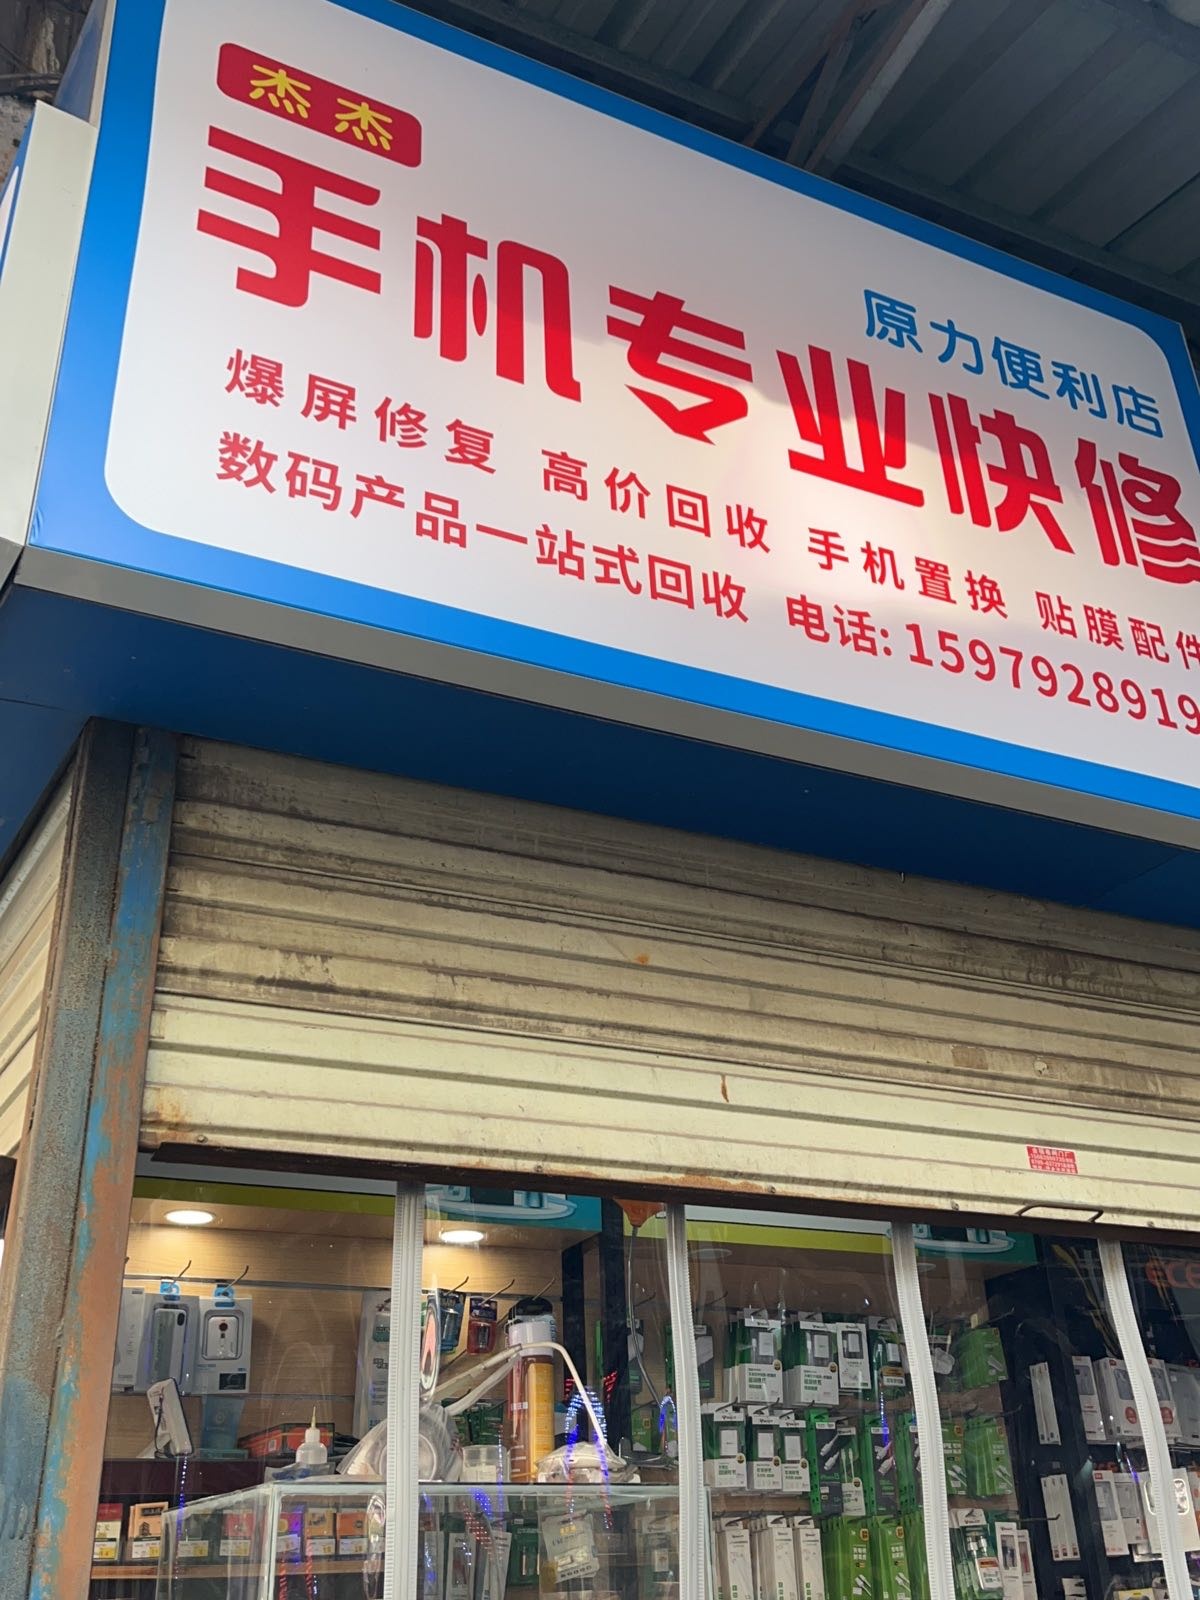 杰杰
手机专业快修
原力便利店
爆屏修复 高价回收 手机置换 贴膜配件
数码产品一站式回收 电话: 1597928919